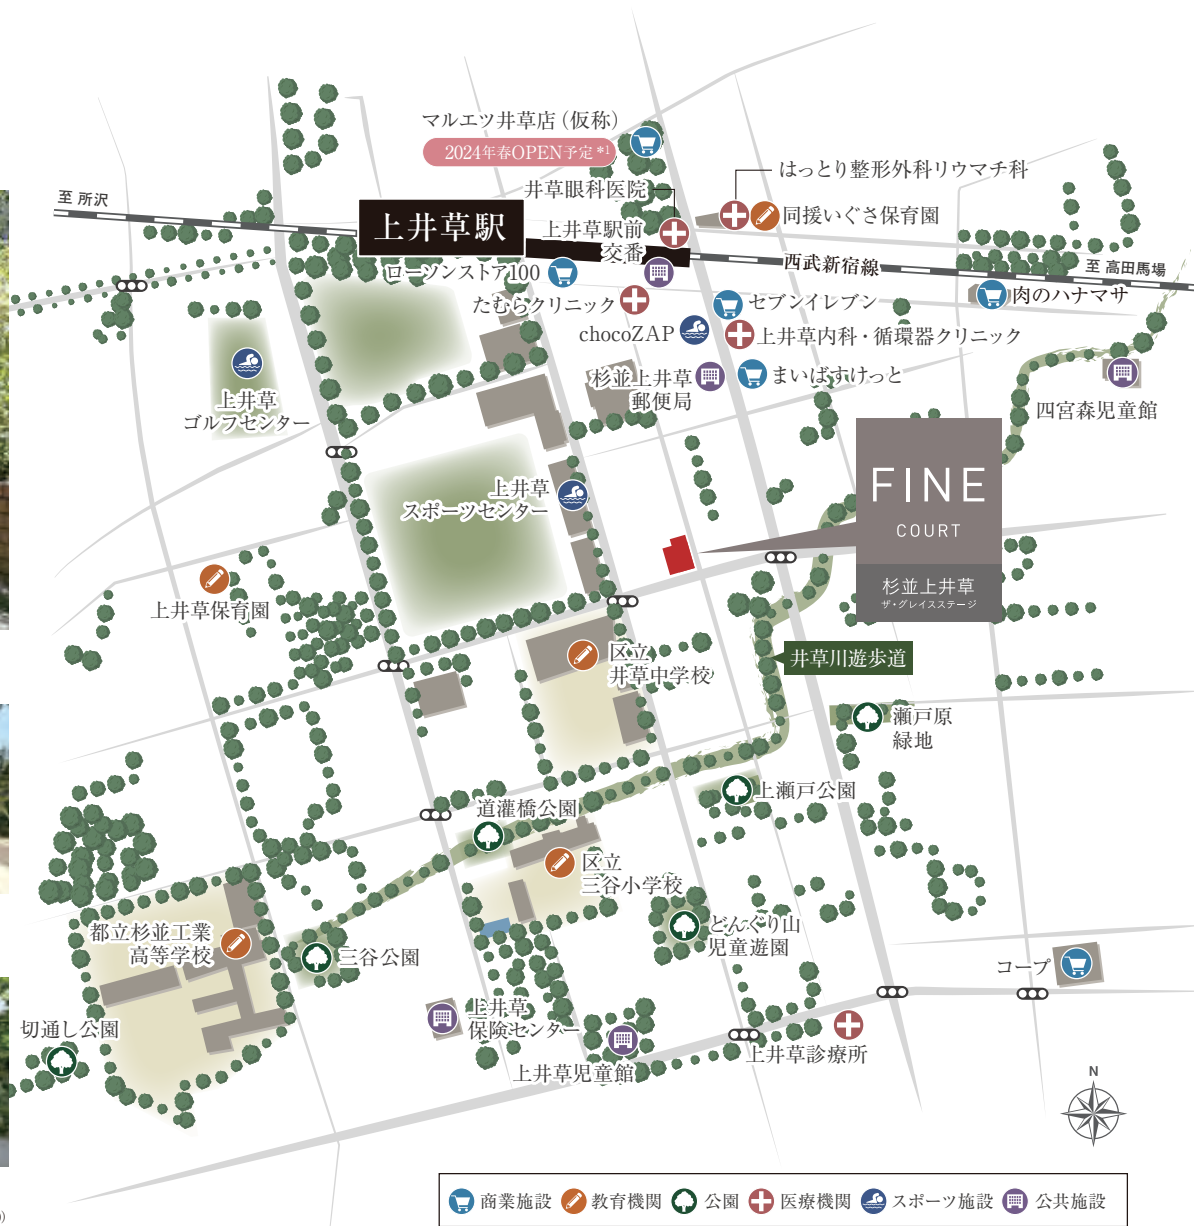 マルエツ井草店（仮称）
2024年春OPEN予定 *1
はっとり整形外科リウマチ科
井草眼科医院
至 所沢
上井草駅
上井草駅前
交番
同援いぐさ保育園
西武新宿線
至 高田馬場
ローソンストア100
たむらクリニック
セブンイレブン
肉のハナマサ
chocoZAP
上井草内科・循環器クリニック
杉並上井草
郵便局
まいばすけっと
四宮森児童館
上井草
ゴルフセンター
FINE
COURT
杉並上井草
ザ・グレイスステージ
上井草
スポーツセンター
上井草保育園
区立
井草中学校
井草川遊歩道
瀬戸原
緑地
上瀬戸公園
道灌橋公園
区立
三谷小学校
都立杉並工業
高等学校
三谷公園
どんぐり山
児童遊園
コープ
切通し公園
上井草
保険センター
上井草児童館
上井草診療所
N
商業施設 教育機関 公園 医療機関 スポーツ施設 公共施設